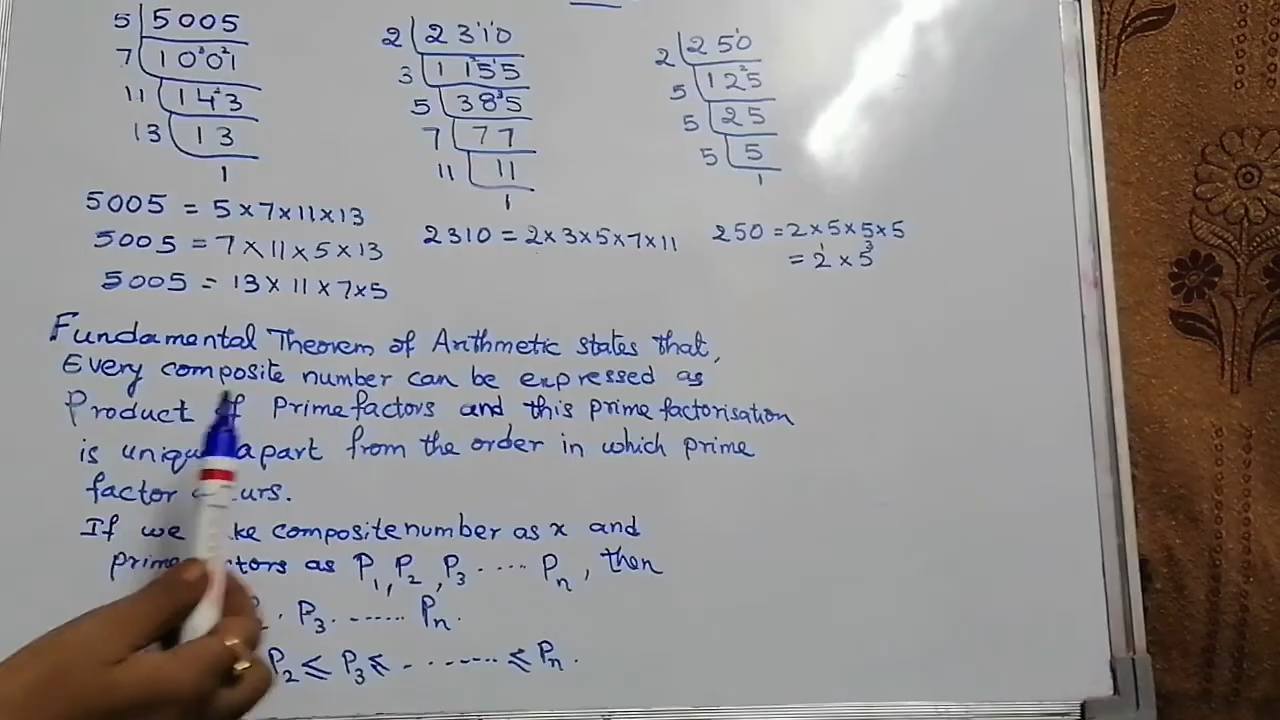 5 | 5005
7 | 1001
11 | 143
13 | 13
1
2 | 2310
3 | 1155
5 | 385
7 | 77
11 | 11
1
2 | 250
5 | 125
5 | 25
5 | 5
1
5005 = 5×7×11×13
5005 = 7×11×5×13
5005 = 13×11×7×5
2310 = 2×3×5×7×11
250 = 2×5×5×5
= 2¹ × 5³
Fundamental Theorem of Arithmetic states that,
Every composite number can be expressed as
Product of Prime factors and this prime factorisation
is unique apart from the order in which prime
factor urs.
If we ke composite number as x and
prime tors as P₁, P₂, P₃ ..... Pₙ, then
. P₃ ...... Pₙ.
P₂ ≤ P₃ ≤ ........ ≤ Pₙ.